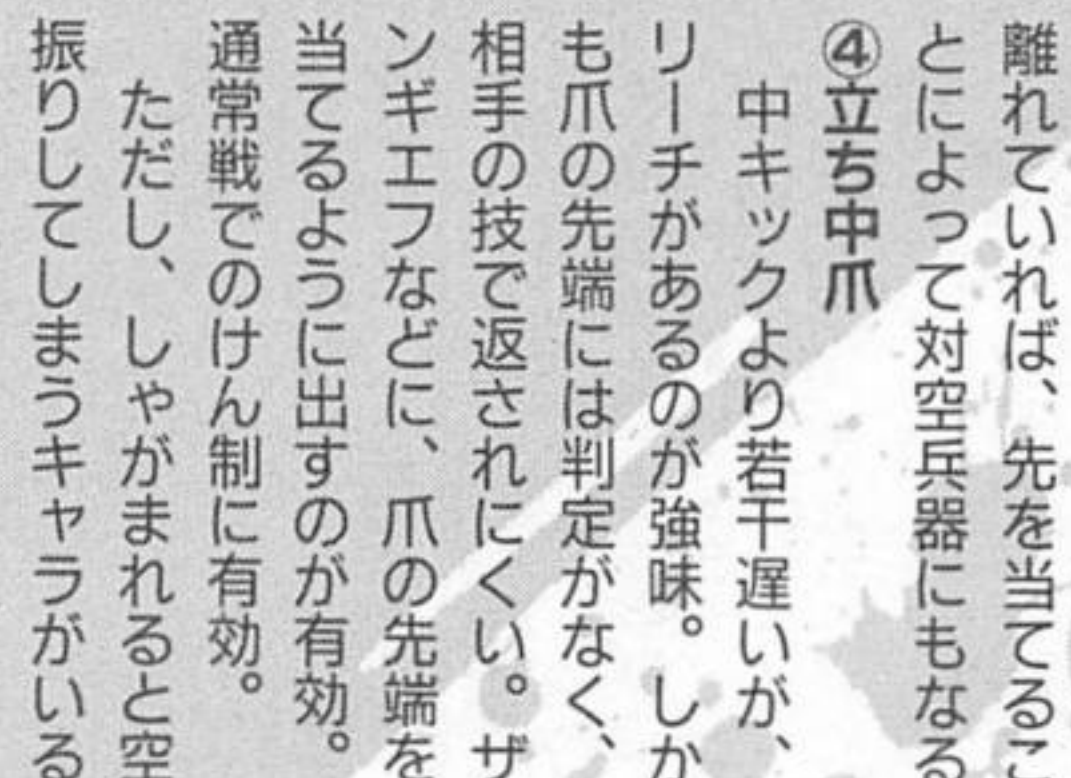 離れていれば、先を当てるこ
とによって対空兵器にもなる
④立ち中爪
中キックより若干遅いが、
リーチがあるのが強味。しか
も爪の先端には判定がなく、
相手の技で返されにくい。ザ
ンギエフなどに、爪の先端を
当てるように出すのが有効。
通常戦でのけん制に有効。
ただし、しゃがまれると空
振りしてしまうキャラがいる